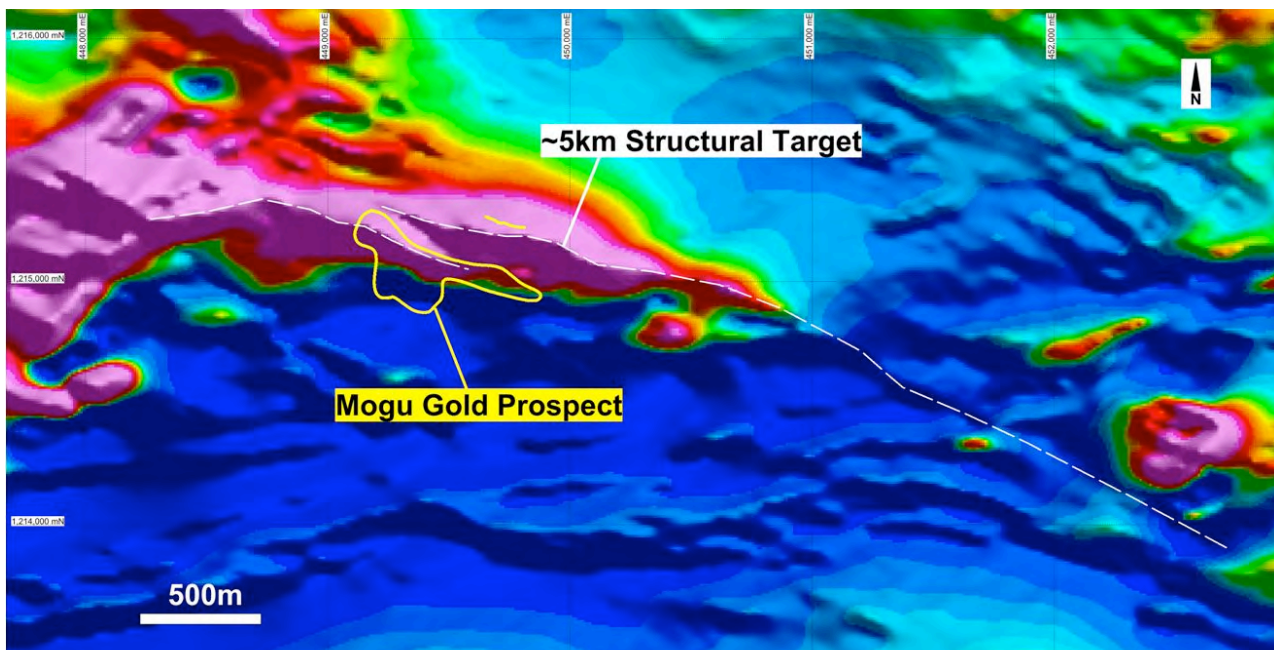 1,216,000 mN
448,000 mE
449,000 mE
450,000 mE
451,000 mE
452,000 mE
N
~5km Structural Target
1,215,000 mN
Mogu Gold Prospect
1,214,000 mN
500m